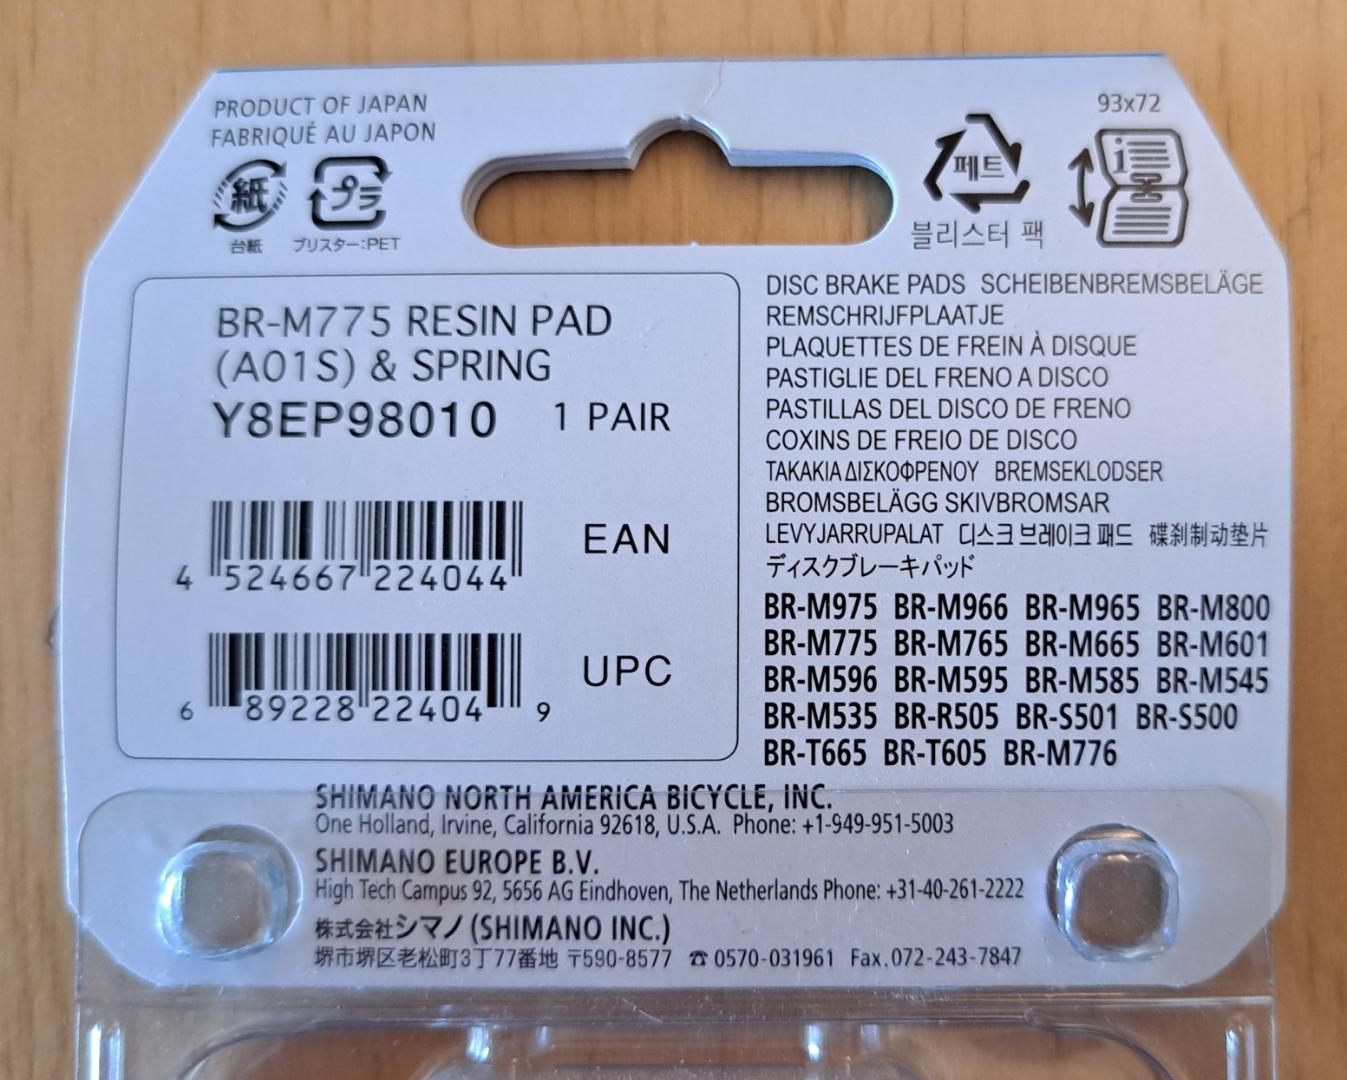 PRODUCT OF JAPAN
FABRIQUÉ AU JAPON
紙
プラ
台紙
ブリスター:PET
페트
블리스터 팩
93x72
i
BR-M775 RESIN PAD
(A01S) & SPRING
Y8EP98010 1 PAIR
EAN
4 524667 224044
UPC
6 89228 22404 9
DISC BRAKE PADS SCHEIBENBREMSBELÄGE
REMSCHRIJFPLAATJE
PLAQUETTES DE FREIN À DISQUE
PASTIGLIE DEL FRENO A DISCO
PASTILLAS DEL DISCO DE FRENO
COXINS DE FREIO DE DISCO
ΤΑΚΑΚΙΑ ΔΙΣΚΟΦΡΕΝΟΥ BREMSEKLODSER
BROMSBELÄGG SKIVBROMSAR
LEVYJARRUPALAT 디스크 브레이크 패드 碟刹制动垫片
ディスクブレーキパッド
BR-M975 BR-M966 BR-M965 BR-M800
BR-M775 BR-M765 BR-M665 BR-M601
BR-M596 BR-M595 BR-M585 BR-M545
BR-M535 BR-R505 BR-S501 BR-S500
BR-T665 BR-T605 BR-M776
SHIMANO NORTH AMERICA BICYCLE, INC.
One Holland, Irvine, California 92618, U.S.A. Phone: +1-949-951-5003
SHIMANO EUROPE B.V.
High Tech Campus 92, 5656 AG Eindhoven, The Netherlands Phone: +31-40-261-2222
株式会社シマノ (SHIMANO INC.)
堺市堺区老松町3丁77番地 〒590-8577 ☎ 0570-031961 Fax.072-243-7847